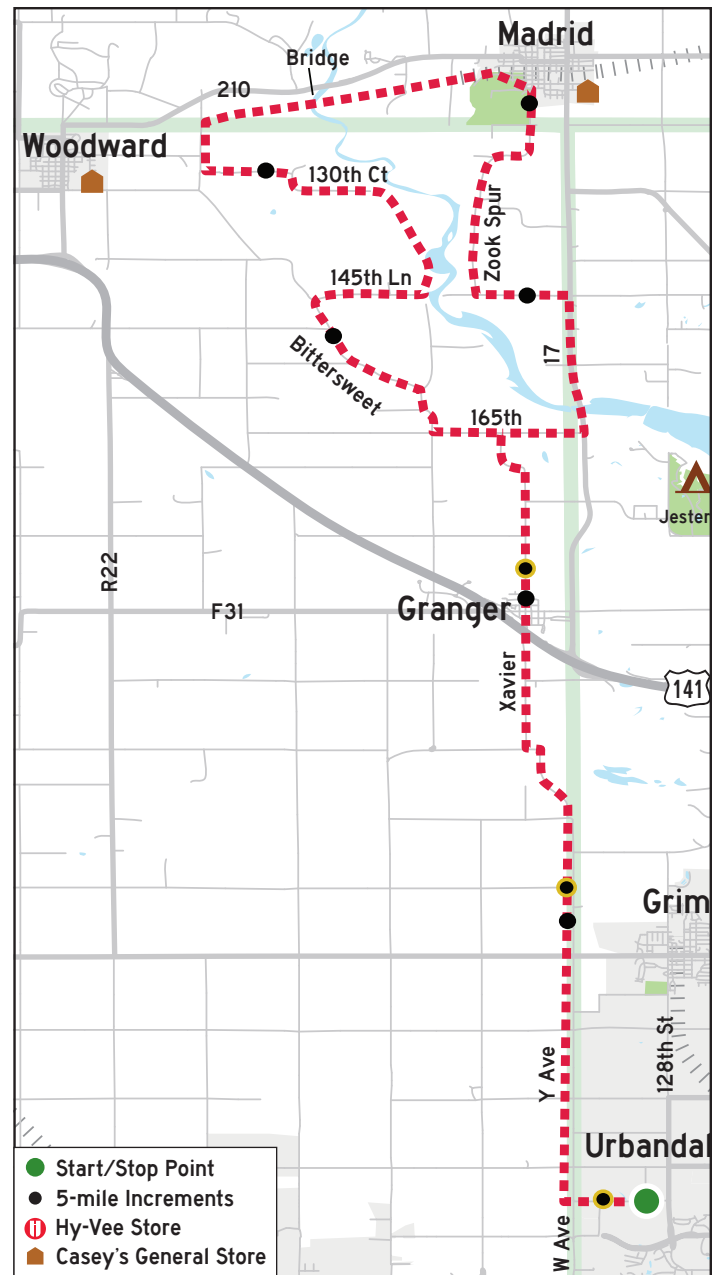 Madrid
Bridge
210
Woodward
130th Ct
Zook Spur
145th Ln
17
Bittersweet
165th
Jester
R22
Granger
F31
Xavier
141
Grim
128th St
Y Ave
Urbandal
W Ave
Start/Stop Point
5-mile Increments
Hy-Vee Store
Casey's General Store